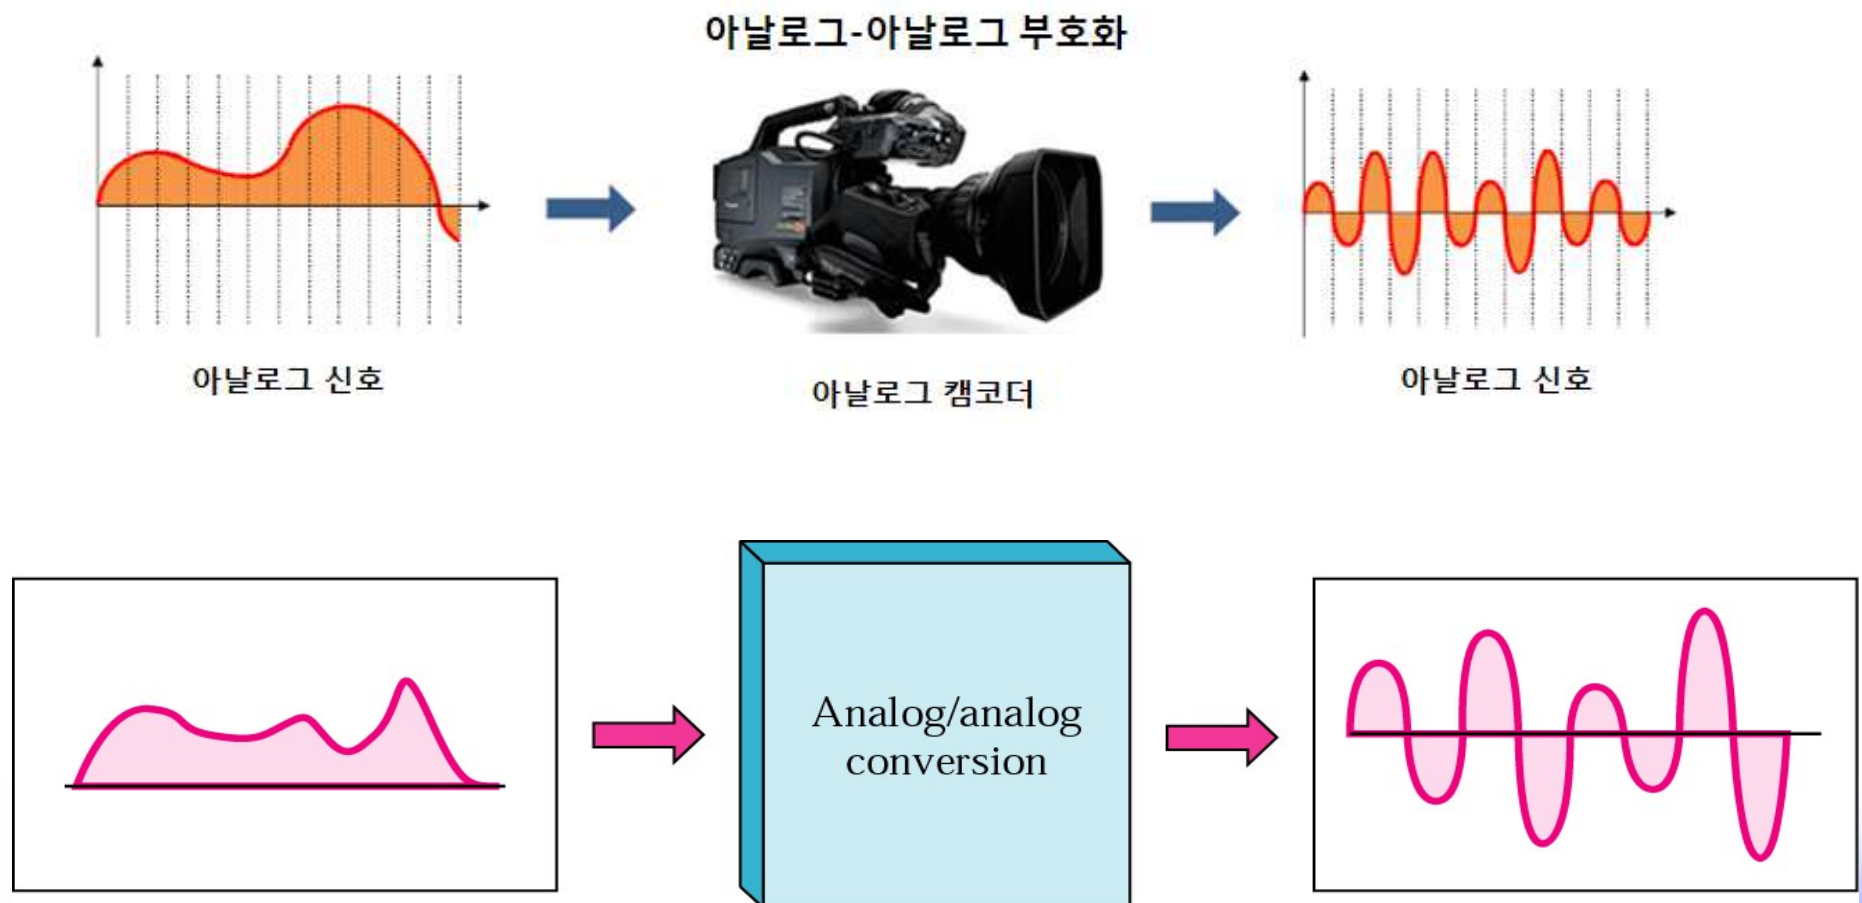 아날로그-아날로그 부호화
아날로그 신호
아날로그 캠코더
아날로그 신호
Analog/analog
conversion